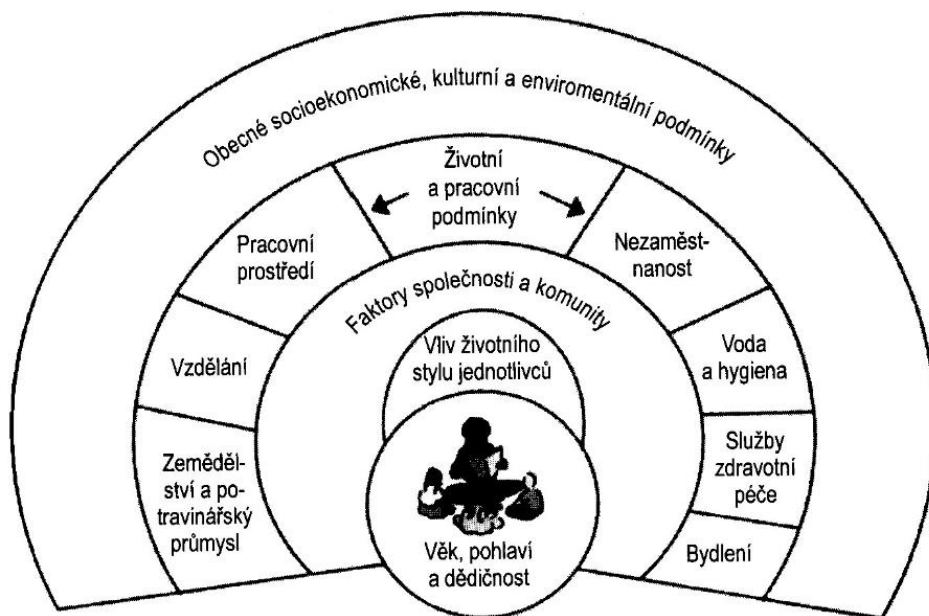 Obecné socioekonomické, kulturní a enviromentální podmínky
Životní
a pracovní
podmínky
Pracovní
prostředí
Nezaměst-
nanost
Faktory společnosti a komunity
Vzdělání
Vliv životního
stylu jednotlivců
Voda
a hygiena
Zeměděl-
ství a po-
travinářský
průmysl
Služby
zdravotní
péče
Věk, pohlaví
a dědičnost
Bydlení